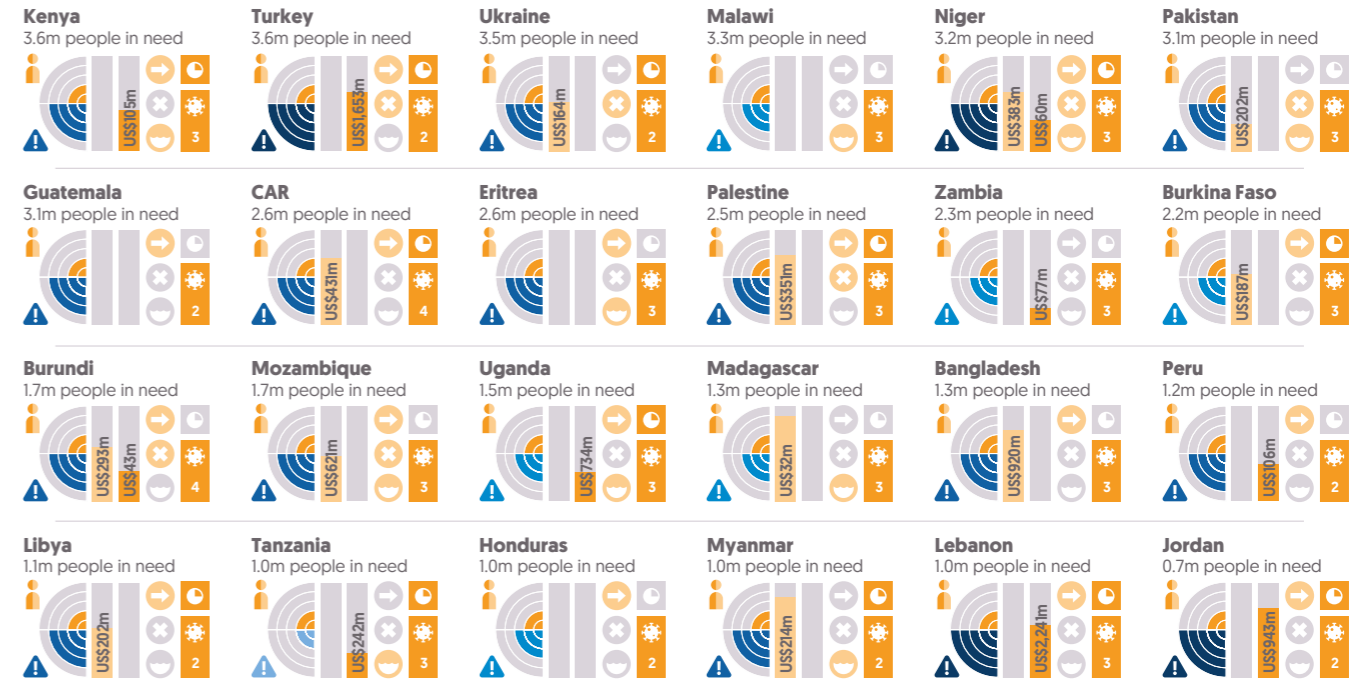 Kenya
3.6m people in need
US$105m
3
Turkey
3.6m people in need
US$1,653m
2
Ukraine
3.5m people in need
US$164m
2
Malawi
3.3m people in need
3
Niger
3.2m people in need
US$383m
US$60m
3
Pakistan
3.1m people in need
US$202m
3
Guatemala
3.1m people in need
2
CAR
2.6m people in need
US$431m
4
Eritrea
2.6m people in need
3
Palestine
2.5m people in need
US$351m
3
Zambia
2.3m people in need
US$77m
3
Burkina Faso
2.2m people in need
US$187m
3
Burundi
1.7m people in need
US$293m
US$43m
4
Mozambique
1.7m people in need
US$621m
3
Uganda
1.5m people in need
US$734m
3
Madagascar
1.3m people in need
US$32m
3
Bangladesh
1.3m people in need
US$920m
3
Peru
1.2m people in need
US$106m
2
Libya
1.1m people in need
US$202m
2
Tanzania
1.0m people in need
US$242m
3
Honduras
1.0m people in need
2
Myanmar
1.0m people in need
US$214m
2
Lebanon
1.0m people in need
US$2,241m
3
Jordan
0.7m people in need
US$943m
2